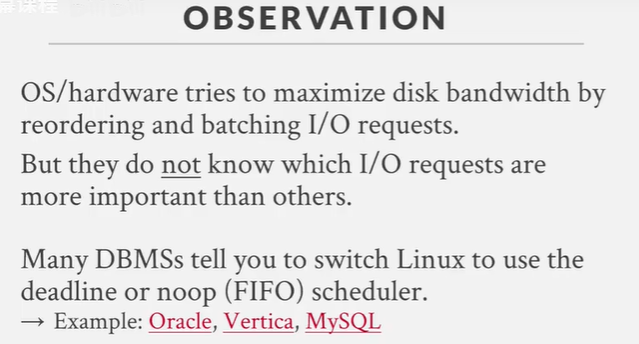 OBSERVATION
OS/hardware tries to maximize disk bandwidth by
reordering and batching I/O requests.
But they do not know which I/O requests are
more important than others.
Many DBMSs tell you to switch Linux to use the
deadline or noop (FIFO) scheduler.
→ Example: Oracle, Vertica, MySQL